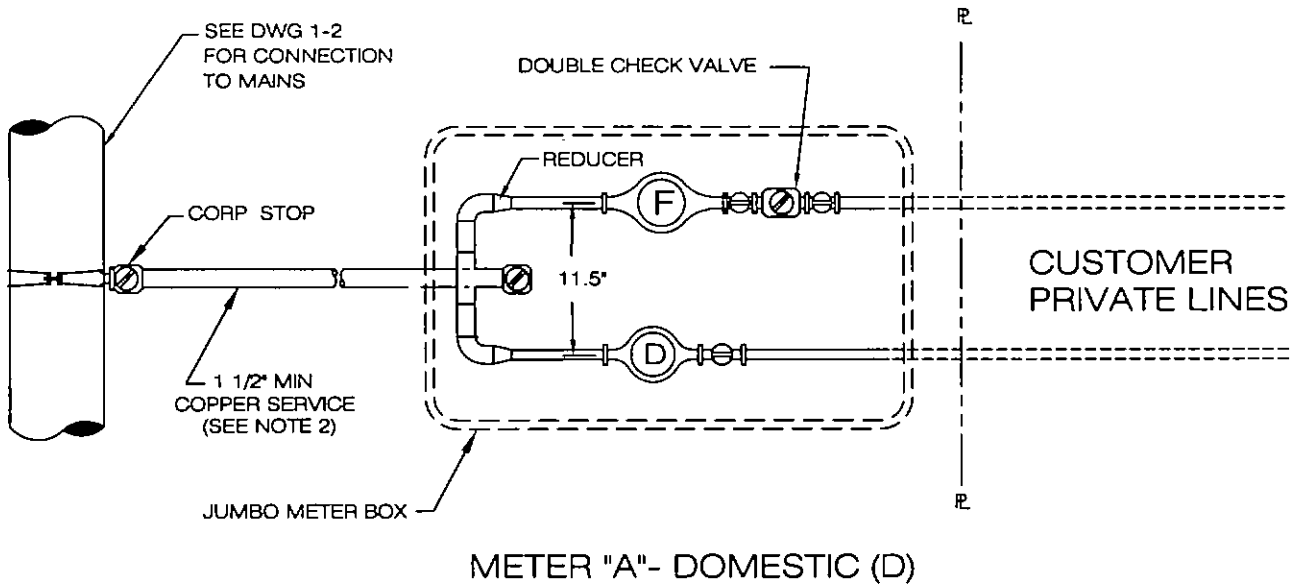 SEE DWG 1-2
FOR CONNECTION
TO MAINS
DOUBLE CHECK VALVE
REDUCER
F
CORP STOP
11.5"
CUSTOMER
PRIVATE LINES
D
1 1/2" MIN
COPPER SERVICE
(SEE NOTE 2)
JUMBO METER BOX
METER "A"- DOMESTIC (D)
℄
℄